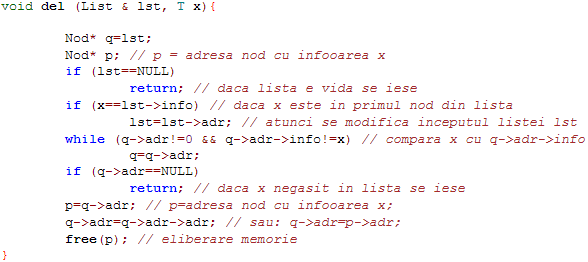 void del (List & lst, T x){
Nod* q=lst;
Nod* p; // p = adresa nod cu infooarea x
if (lst==NULL)
return; // daca lista e vida se iese
if (x==lst->info) // daca x este in primul nod din lista
lst=lst->adr; // atunci se modifica inceputul listei lst
while (q->adr!=0 && q->adr->info!=x) // compara x cu q->adr->info
q=q->adr;
if (q->adr==NULL)
return; // daca x negasit in lista se iese
p=q->adr; // p=adresa nod cu infooarea x;
q->adr=q->adr->adr; // sau: q->adr=p->adr;
free(p); // eliberare memorie
}